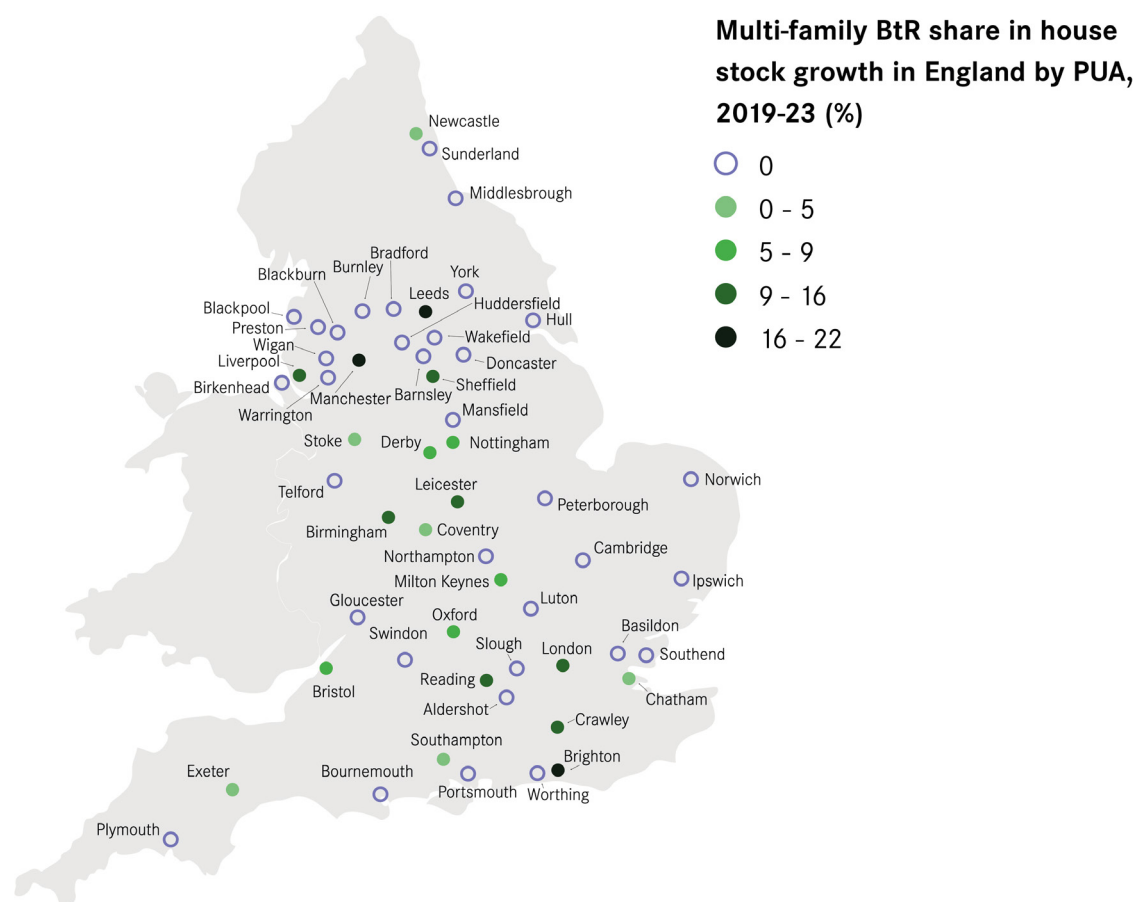 Multi-family BtR share in house
stock growth in England by PUA,
2019-23 (%)
0
0 - 5
5 - 9
9 - 16
16 - 22
Newcastle
Sunderland
Middlesbrough
Bradford
Burnley
Blackburn
York
Leeds
Huddersfield
Blackpool
Hull
Preston
Wakefield
Wigan
Liverpool
Doncaster
Birkenhead
Sheffield
Barnsley
Manchester
Warrington
Mansfield
Stoke
Derby
Nottingham
Telford
Leicester
Norwich
Peterborough
Birmingham
Coventry
Northampton
Cambridge
Milton Keynes
Ipswich
Gloucester
Luton
Oxford
Swindon
Basildon
Slough
London
Southend
Reading
Bristol
Chatham
Aldershot
Crawley
Southampton
Brighton
Exeter
Bournemouth
Portsmouth
Worthing
Plymouth